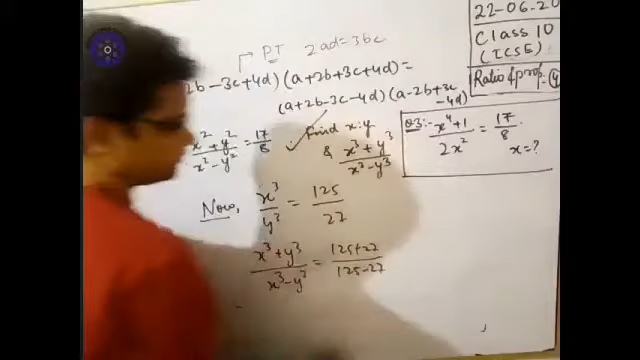 22-06-20
Class 10
(ICSE)
Ratio & prop.
PT 2ad=3bc
2b-3c+4d)(a+2b+3c+4d)=
(a+2b-3c-4d)(a-2b+3c
-4d)
x²+y²/x²-y² = 17/8 Find x:y
& x³+y³/x³-y³
Q3:- x⁴+1/2x² = 17/8.
x=?
Now, x³/y³ = 125/27
x³+y³/x³-y³ = 125+27/125-27